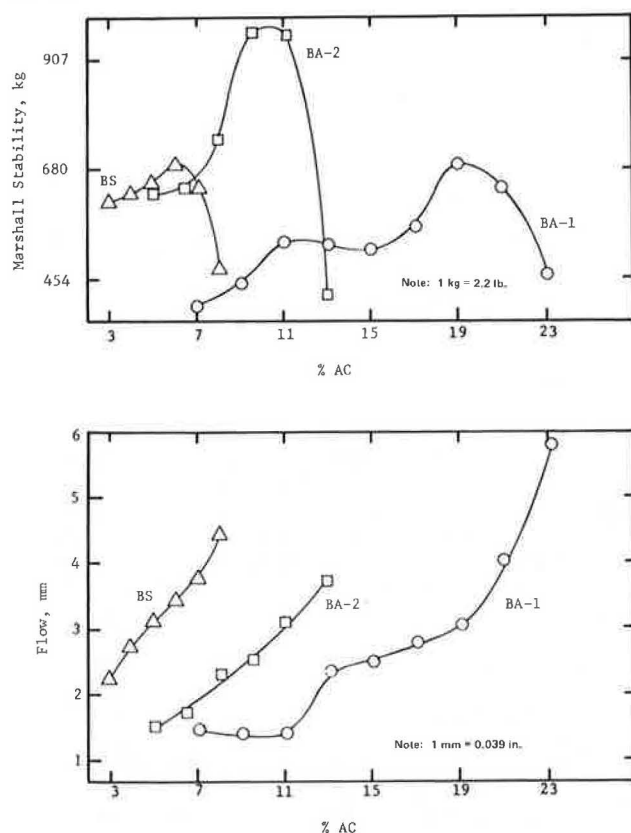 907
680
454
Marshall Stability, kg
BS
BA-2
BA-1
Note: 1 kg = 2.2 lb.
3 7 11 15 19 23
% AC
6
5
4
3
2
1
Flow, mm
BS
BA-2
BA-1
Note: 1 mm = 0.039 in.
3 7 11 15 19 23
% AC